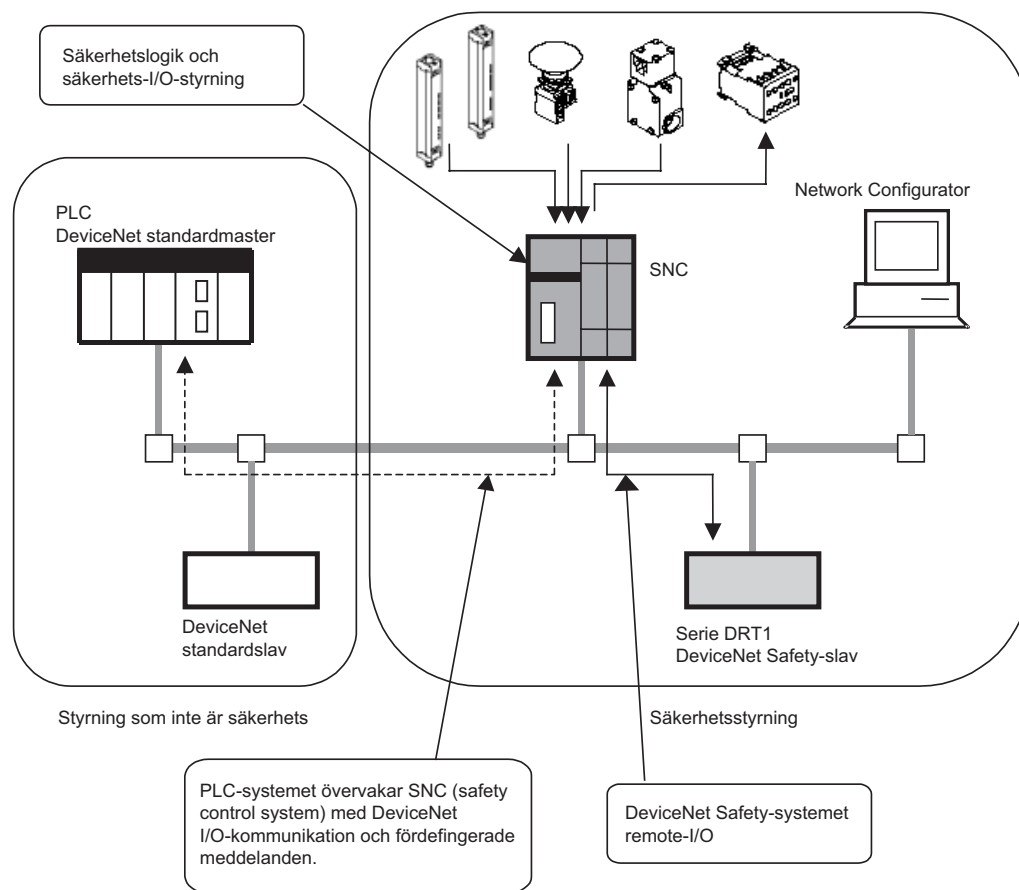 Säkerhetslogik och
säkerhets-I/O-styrning
PLC
DeviceNet standardmaster
Network Configurator
SNC
DeviceNet
standardslav
Serie DRT1
DeviceNet Safety-slav
Styrning som inte är säkerhets
Säkerhetsstyrning
PLC-systemet övervakar SNC (safety
control system) med DeviceNet
I/O-kommunikation och fördefingerade
meddelanden.
DeviceNet Safety-systemet
remote-I/O